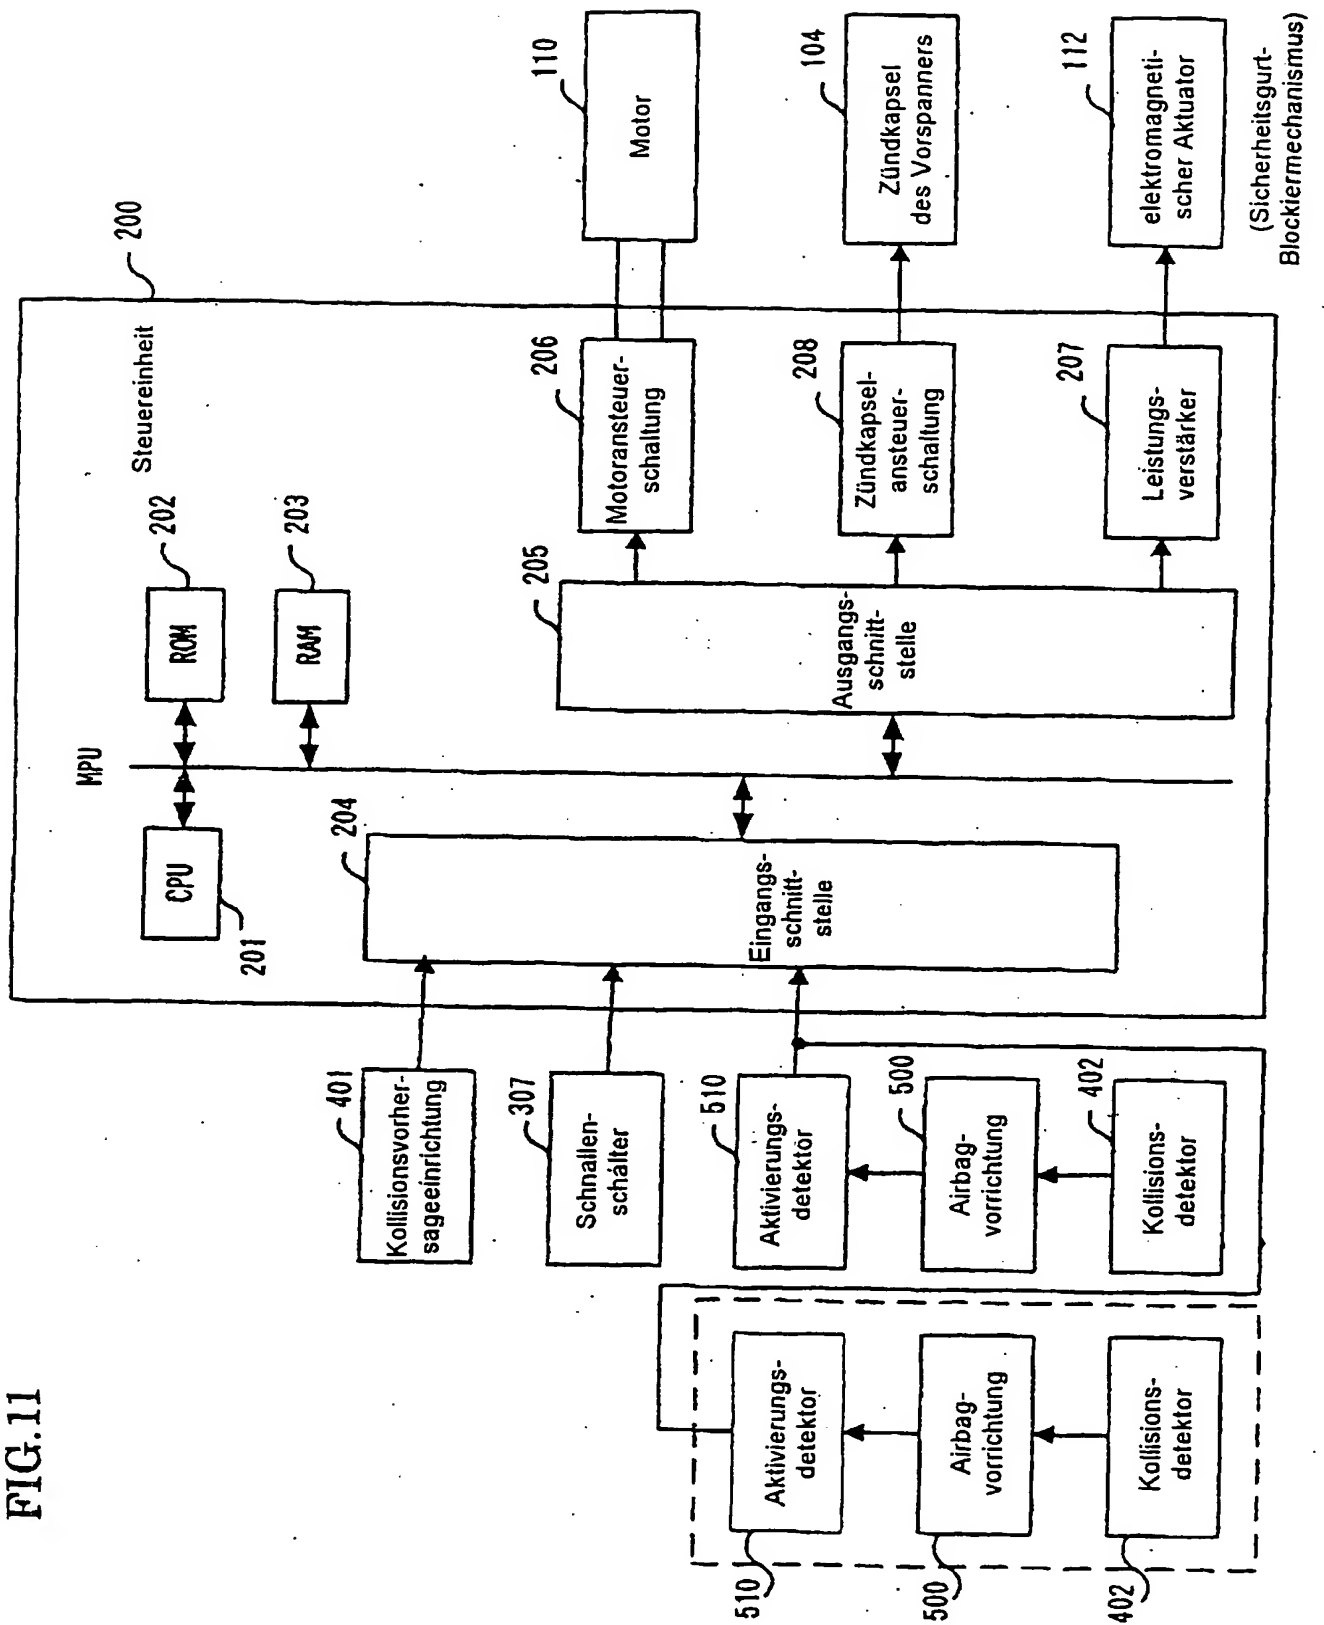 FIG.11
200
Steuereinheit
MPU
CPU
201
ROM
202
RAM
203
204
Eingangs-
schnitt-
stelle
205
Ausgangs-
schnitt-
stelle
206
Motoransteuer-
schaltung
110
Motor
208
Zündkapsel-
ansteuer-
schaltung
104
Zündkapsel
des Vorspanners
207
Leistungs-
verstärker
112
elektromagneti-
scher Aktuator
(Sicherheitsgurt-
Blockiermechanismus)
401
Kollisionsvorher-
sageeinrichtung
307
Schnallen-
schalter
510
Aktivierungs-
detektor
500
Airbag-
vorrichtung
402
Kollisions-
detektor
510
Aktivierungs-
detektor
500
Airbag-
vorrichtung
402
Kollisions-
detektor